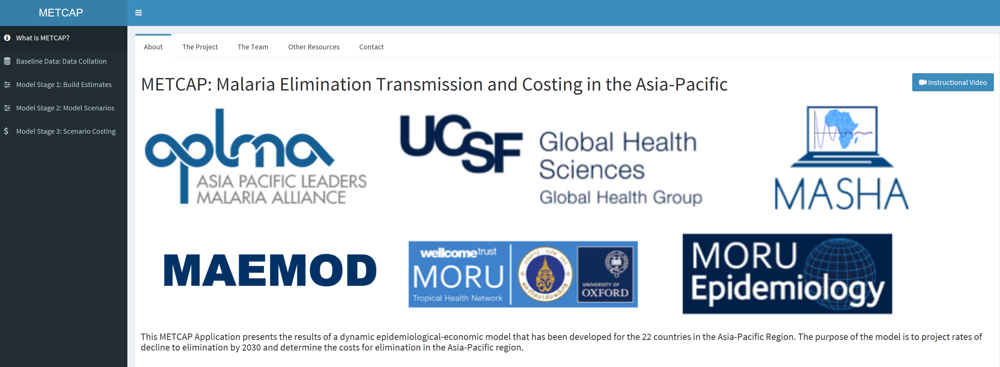 METCAP
What is METCAP?
Baseline Data: Data Collation
Model Stage 1: Build Estimates
Model Stage 2: Model Scenarios
Model Stage 3: Scenario Costing
About
The Project
The Team
Other Resources
Contact
METCAP: Malaria Elimination Transmission and Costing in the Asia-Pacific
Instructional Video
aplma
ASIA PACIFIC LEADERS
MALARIA ALLIANCE
UCSF
Global Health
Sciences
Global Health Group
MASHA
MAEMOD
wellcometrust
MORU
Tropical Health Network
UNIVERSITY OF
OXFORD
MORU
Epidemiology
This METCAP Application presents the results of a dynamic epidemiological-economic model that has been developed for the 22 countries in the Asia-Pacific Region. The purpose of the model is to project rates of
decline to elimination by 2030 and determine the costs for elimination in the Asia-Pacific region.